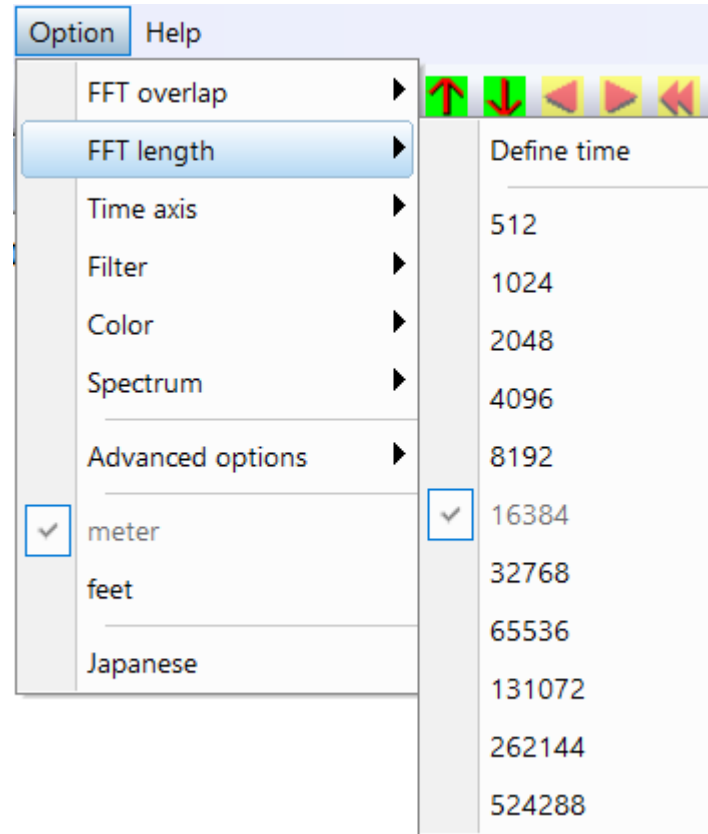 Option Help
FFT overlap
FFT length
Time axis
Filter
Color
Spectrum
Advanced options
meter
feet
Japanese
Define time
512
1024
2048
4096
8192
16384
32768
65536
131072
262144
524288